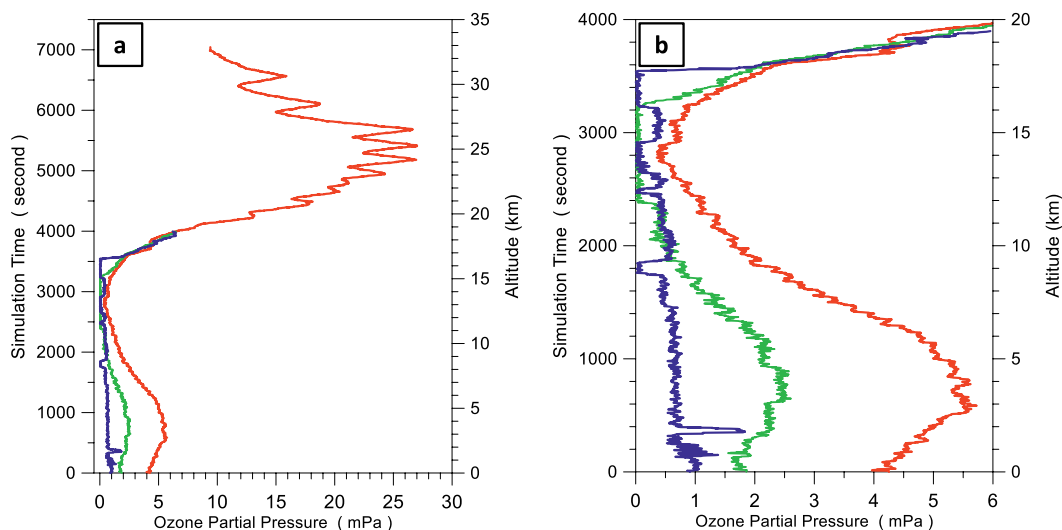 a
35
30
25
20
15
10
5
0
Altitude (km)
7000
6000
5000
4000
3000
2000
1000
0
Simulation Time ( second )
0 5 10 15 20 25 30
Ozone Partial Pressure ( mPa )
b
4000
3000
2000
1000
0
Simulation Time ( second )
20
15
10
5
0
Altitude (km)
0 1 2 3 4 5 6
Ozone Partial Pressure ( mPa )